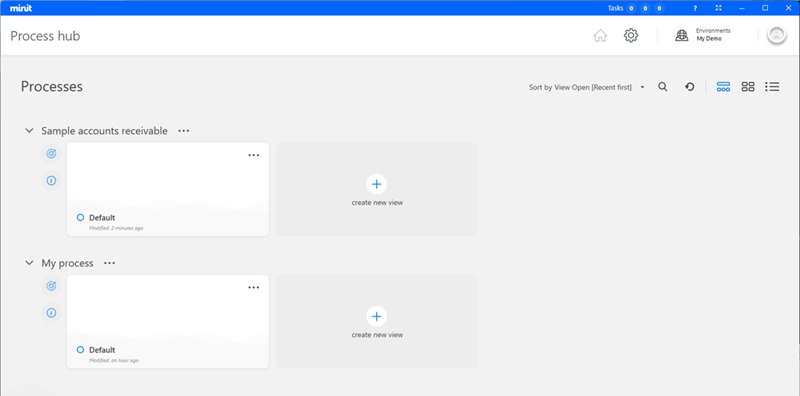 minit
Tasks 0 0 0 ?
Process hub
Environments
My Demo
Processes
Sort by View Open [Recent first]
Sample accounts receivable
Default
Modified: 2 minutes ago
create new view
My process
Default
Modified: an hour ago
create new view